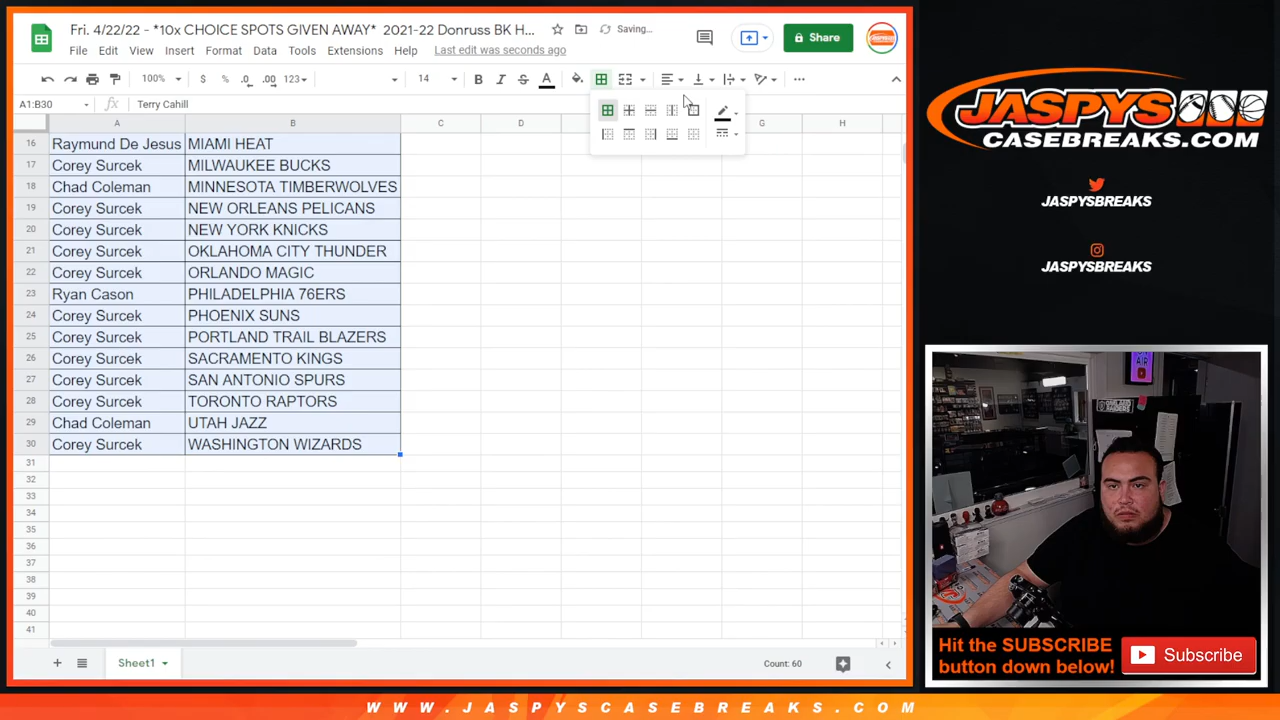 Fri. 4/22/22 - *10x CHOICE SPOTS GIVEN AWAY* 2021-22 Donruss BK H...
Saving...
File Edit View Insert Format Data Tools Extensions Help Last edit was seconds ago
Share
100% $ % .0 .00 123 14 B I S A
A1:B30 fx Terry Cahill
A B C D G H
16 Raymund De Jesus MIAMI HEAT
17 Corey Surcek MILWAUKEE BUCKS
18 Chad Coleman MINNESOTA TIMBERWOLVES
19 Corey Surcek NEW ORLEANS PELICANS
20 Corey Surcek NEW YORK KNICKS
21 Corey Surcek OKLAHOMA CITY THUNDER
22 Corey Surcek ORLANDO MAGIC
23 Ryan Cason PHILADELPHIA 76ERS
24 Corey Surcek PHOENIX SUNS
25 Corey Surcek PORTLAND TRAIL BLAZERS
26 Corey Surcek SACRAMENTO KINGS
27 Corey Surcek SAN ANTONIO SPURS
28 Corey Surcek TORONTO RAPTORS
29 Chad Coleman UTAH JAZZ
30 Corey Surcek WASHINGTON WIZARDS
31
32
33
34
35
36
37
38
39
40
41
Sheet1
Count: 60
JASPYS
CASEBREAKS.COM
JASPYSBREAKS
JASPYSBREAKS
ON
AIR
Hit the SUBSCRIBE
button down below!
Subscribe
WWW.JASPYSCASEBREAKS.COM